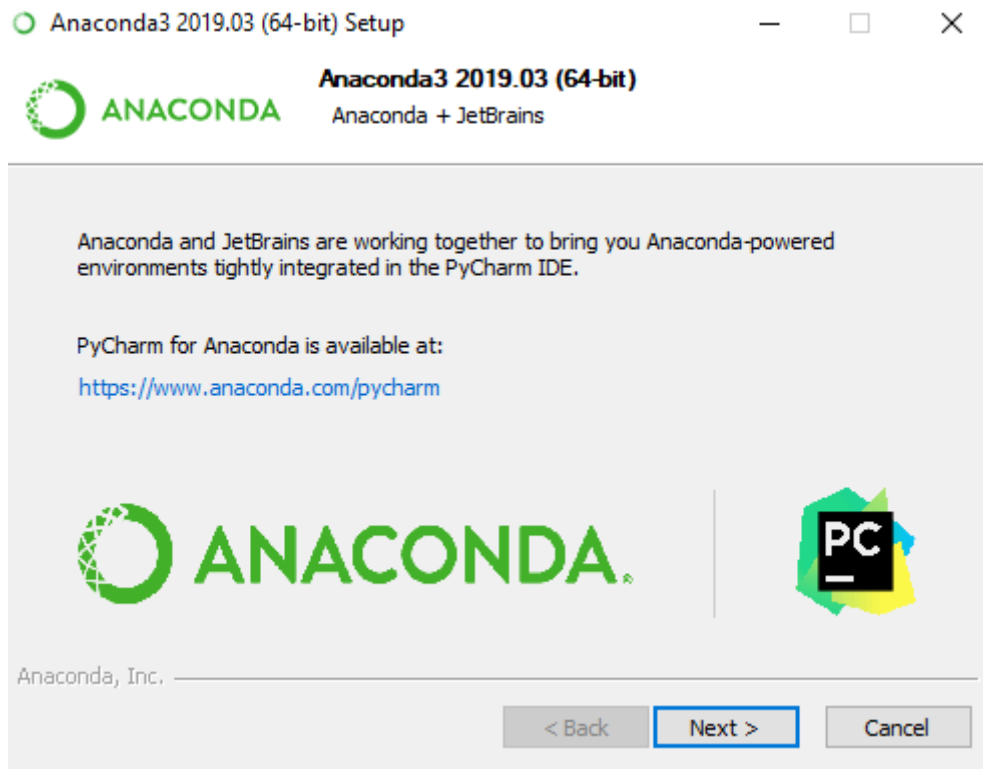 Anaconda3 2019.03 (64-bit) Setup
ANACONDA
Anaconda3 2019.03 (64-bit)
Anaconda + JetBrains
Anaconda and JetBrains are working together to bring you Anaconda-powered
environments tightly integrated in the PyCharm IDE.
PyCharm for Anaconda is available at:
https://www.anaconda.com/pycharm
ANACONDA®
PC
Anaconda, Inc.
< Back Next > Cancel